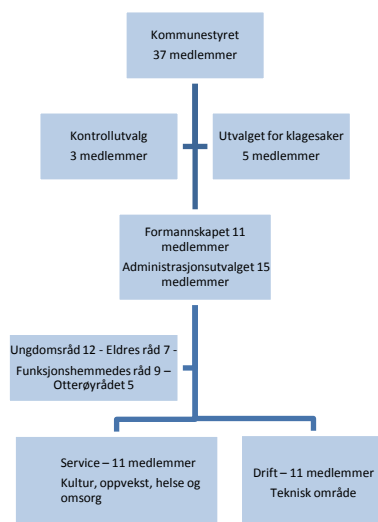 Kommunestyret
37 medlemmer
Kontrollutvalg
3 medlemmer
Utvalget for klagesaker
5 medlemmer
Formannskapet 11
medlemmer
Administrasjonsutvalget 15
medlemmer
Ungdomsråd 12 - Eldres råd 7 -
Funksjonshemmedes råd 9 –
Otterøyrådet 5
Service – 11 medlemmer
Kultur, oppvekst, helse og
omsorg
Drift – 11 medlemmer
Teknisk område